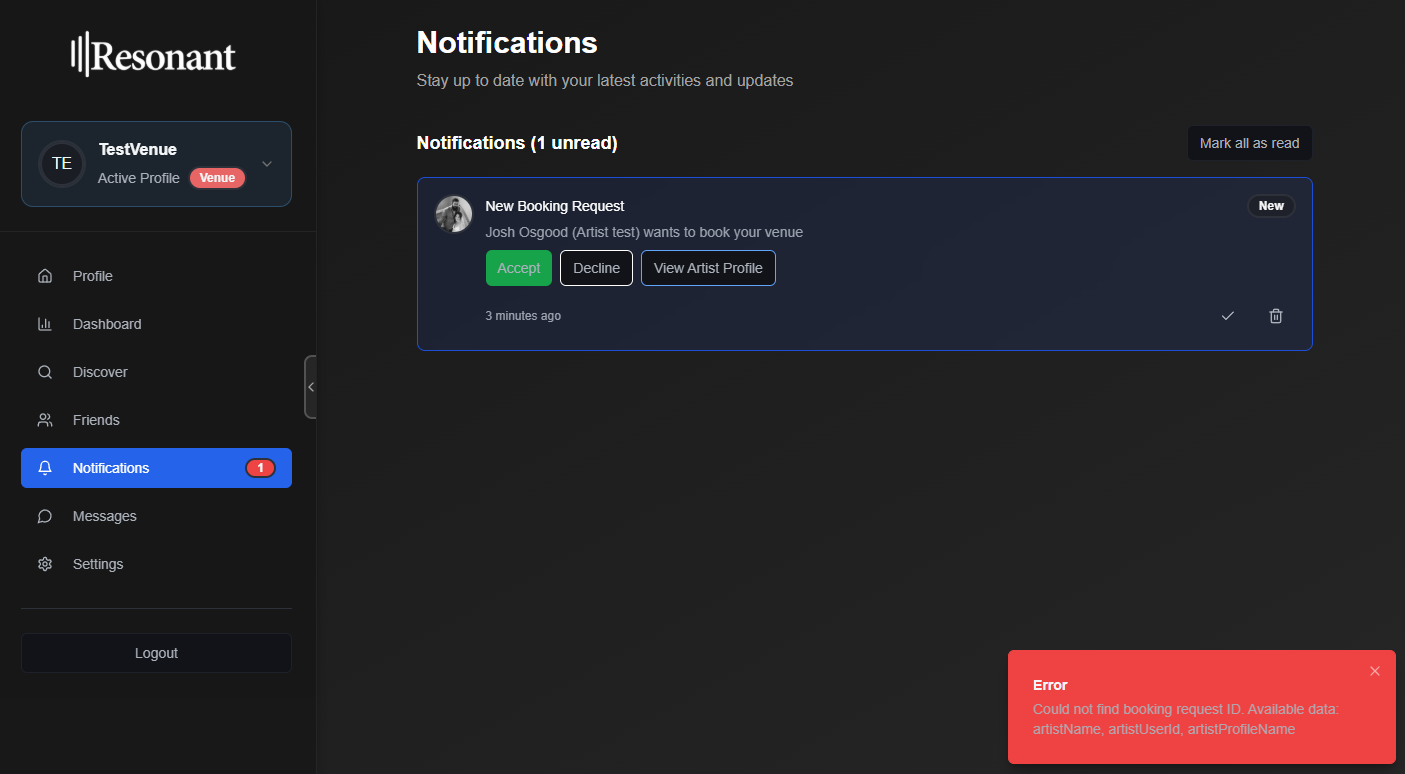 Resonant
TE
TestVenue
Active Profile
Venue
Profile
Dashboard
Discover
Friends
Notifications
1
Messages
Settings
Logout
Notifications
Stay up to date with your latest activities and updates
Notifications (1 unread)
Mark all as read
New Booking Request
New
Josh Osgood (Artist test) wants to book your venue
Accept
Decline
View Artist Profile
3 minutes ago
Error
Could not find booking request ID. Available data:
artistName, artistUserId, artistProfileName